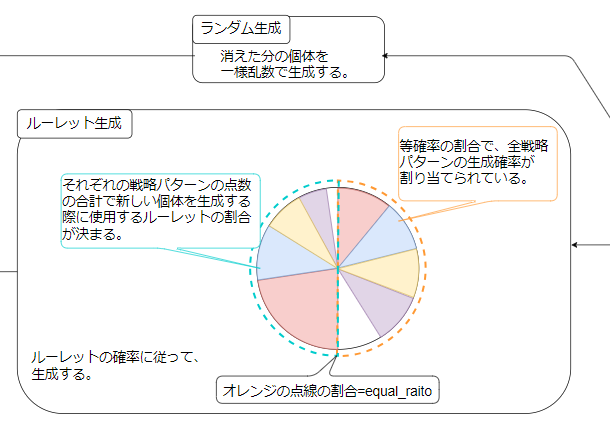 ランダム生成
消えた分の個体を
一様乱数で生成する。
ルーレット生成
等確率の割合で、全戦略
パターンの生成確率が
割り当てられている。
それぞれの戦略パターンの点数
の合計で新しい個体を生成する
際に使用するルーレットの割合
が決まる。
ルーレットの確率に従って、
生成する。
オレンジの点線の割合=equal_raito